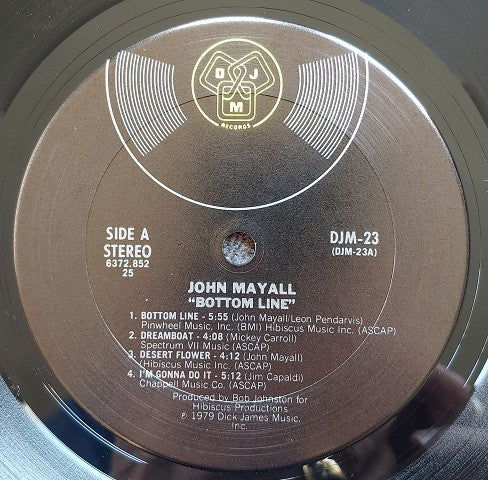 D J
M
RECORDS
SIDE A
STEREO
6372.852
25
DJM-23
(DJM-23A)
JOHN MAYALL
"BOTTOM LINE"
1. BOTTOM LINE - 5:55 (John Mayall/Leon Pendarvis)
Pinwheel Music, Inc. (BMI) Hibiscus Music Inc. (ASCAP)
2. DREAMBOAT - 4:08 (Mickey Carroll)
Spectrum VII Music (ASCAP)
3. DESERT FLOWER - 4:12 (John Mayall)
(Hibiscus Music Inc. (ASCAP)
4. I'M GONNA DO IT - 5:12 (Jim Capaldi)
Chappell Music Co. (ASCAP)
Produced by Bob Johnston for
Hibiscus Productions
℗ 1979 Dick James Music,
Inc.